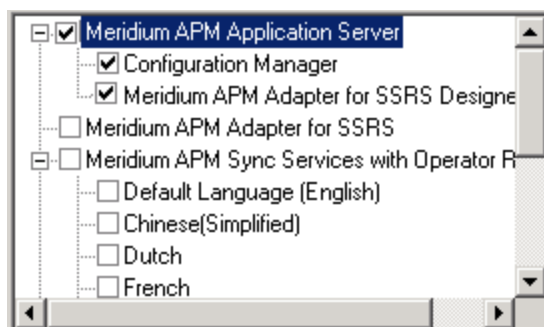 Meridium APM Application Server
Configuration Manager
Meridium APM Adapter for SSRS Designe
Meridium APM Adapter for SSRS
Meridium APM Sync Services with Operator R
Default Language (English)
Chinese(Simplified)
Dutch
French